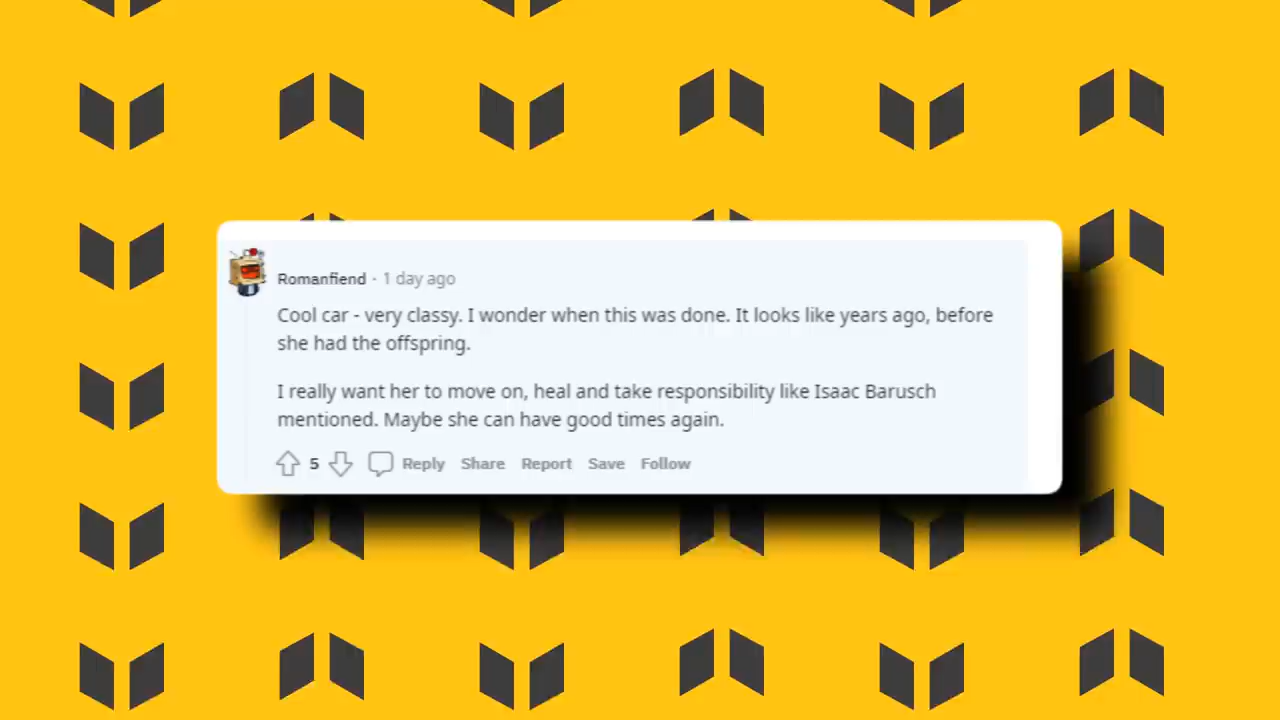 Romanfiend · 1 day ago
Cool car - very classy. I wonder when this was done. It looks like years ago, before
she had the offspring.
I really want her to move on, heal and take responsibility like Isaac Barusch
mentioned. Maybe she can have good times again.
5 Reply Share Report Save Follow